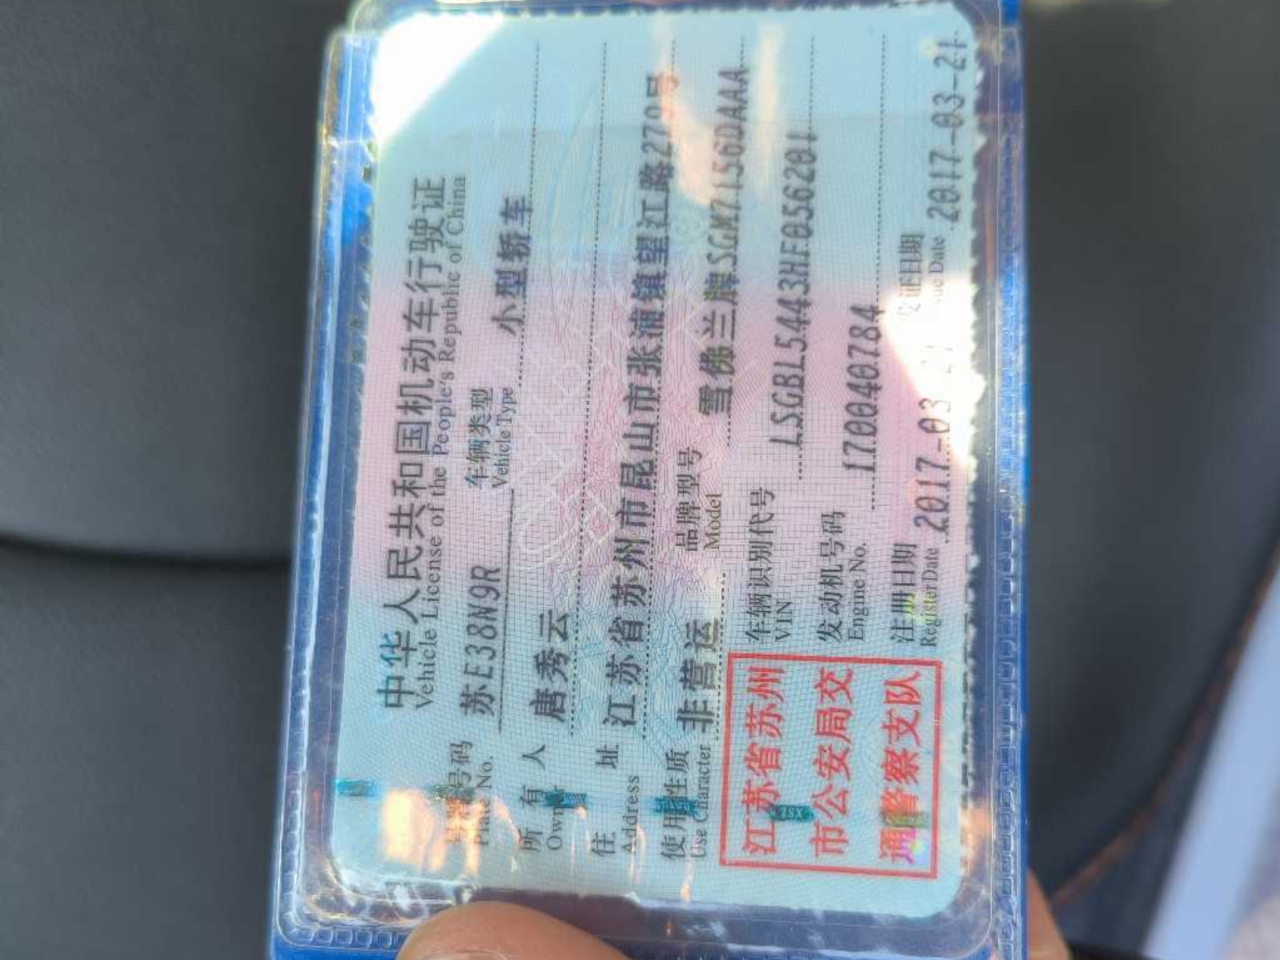 中华人民共和国机动车行驶证
Vehicle License of the People's Republic of China
号码 苏E38N9R 车辆类型 小型轿车
No. Vehicle Type
所有人 唐秀云
Owner
住址 江苏省苏州市昆山市张浦镇望江路279号
Address
使用性质 非营运 品牌型号 雪佛兰牌SGM7156DAAA
Use Character Model
江苏省苏州
市公安局交
通警察支队
车辆识别代号 LSGBL5443HF056201
VIN
发动机号码 170040784
Engine No.
注册日期 2017-03-21 发证日期 2017-03-21
Register Date Date